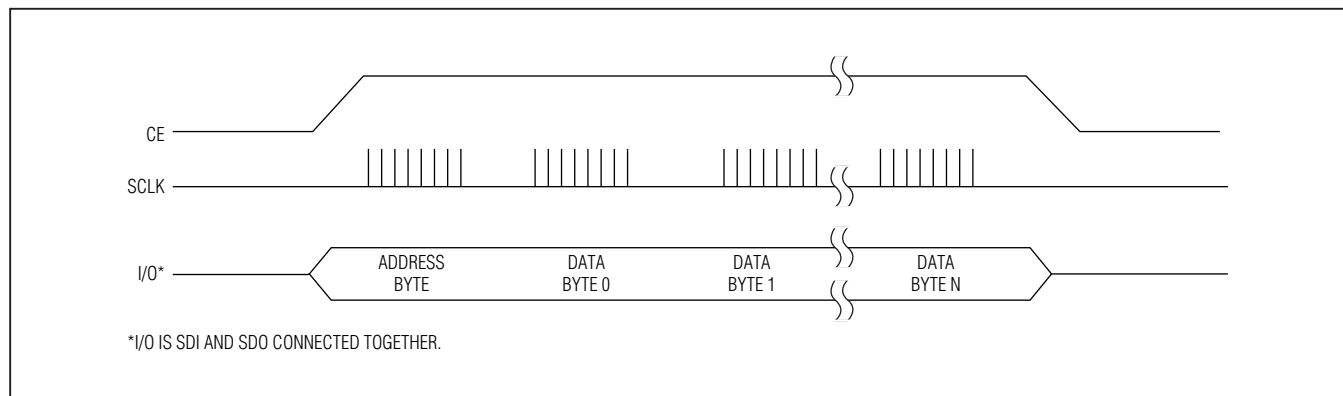 CE
SCLK
I/O*
ADDRESS
BYTE
DATA
BYTE 0
DATA
BYTE 1
DATA
BYTE N
*I/O IS SDI AND SDO CONNECTED TOGETHER.